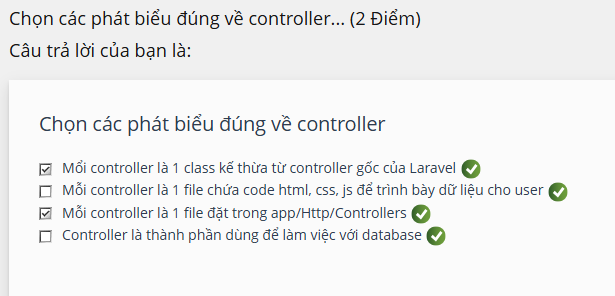 Chọn các phát biểu đúng về controller... (2 Điểm)
Câu trả lời của bạn là:
Chọn các phát biểu đúng về controller
Mổi controller là 1 class kế thừa từ controller gốc của Laravel
Mỗi controller là 1 file chứa code html, css, js để trình bày dữ liệu cho user
Mỗi controller là 1 file đặt trong app/Http/Controllers
Controller là thành phần dùng để làm việc với database